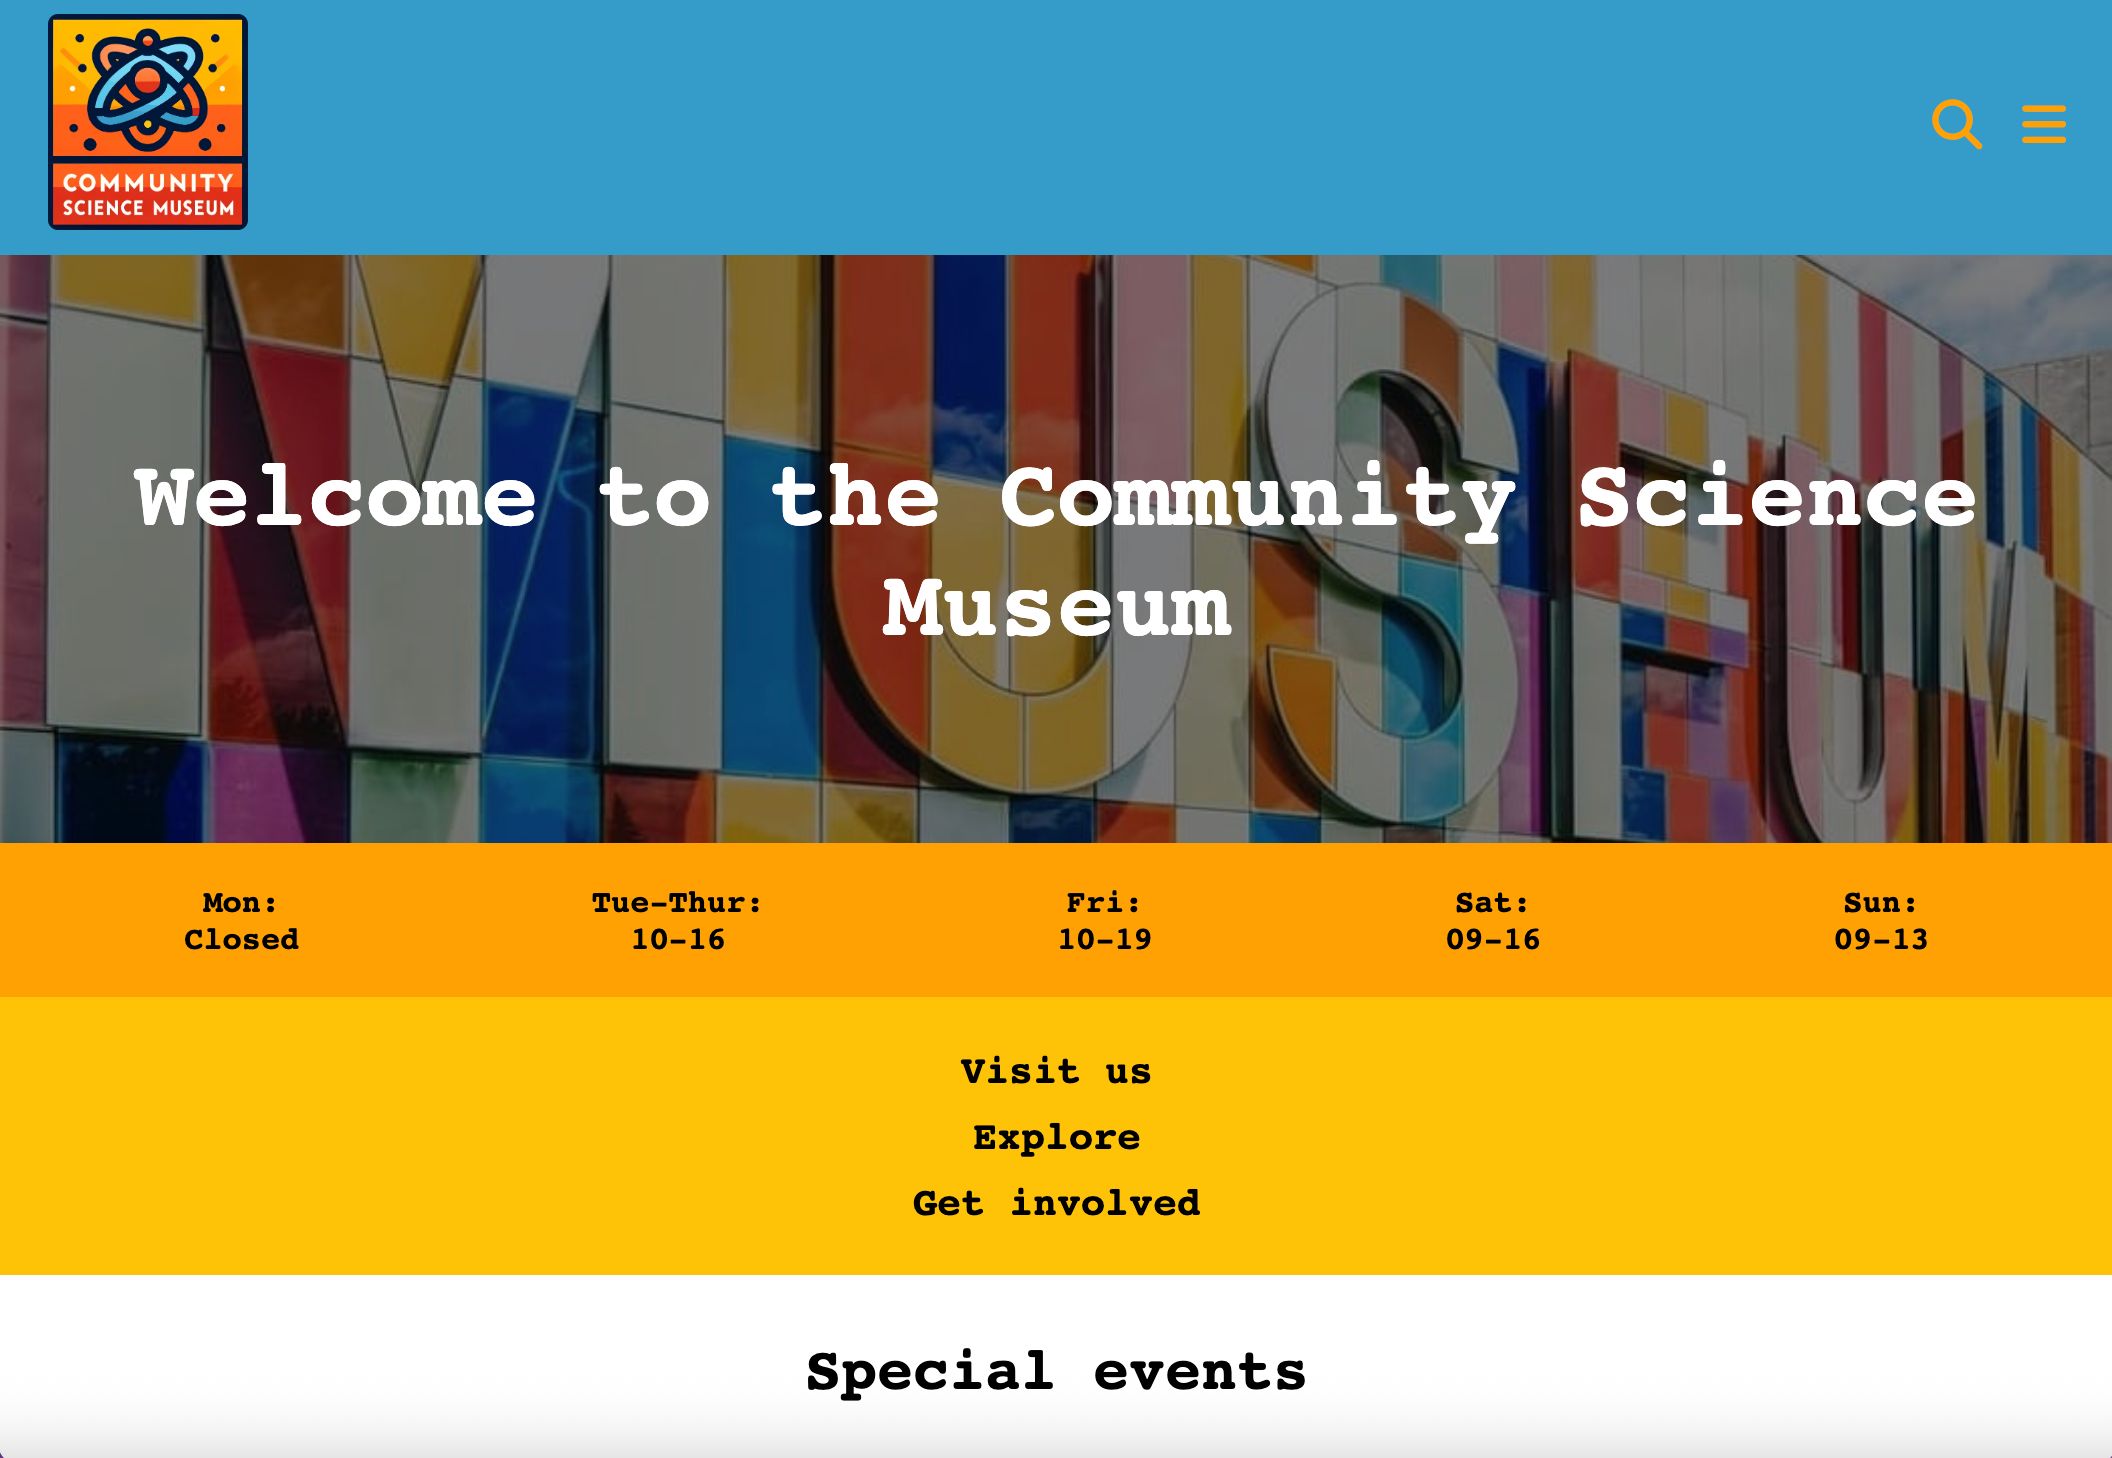 COMMUNITY
SCIENCE MUSEUM
MUSEUM
Welcome to the Community Science
Museum
Mon:
Closed
Tue-Thur:
10-16
Fri:
10-19
Sat:
09-16
Sun:
09-13
Visit us
Explore
Get involved
Special events